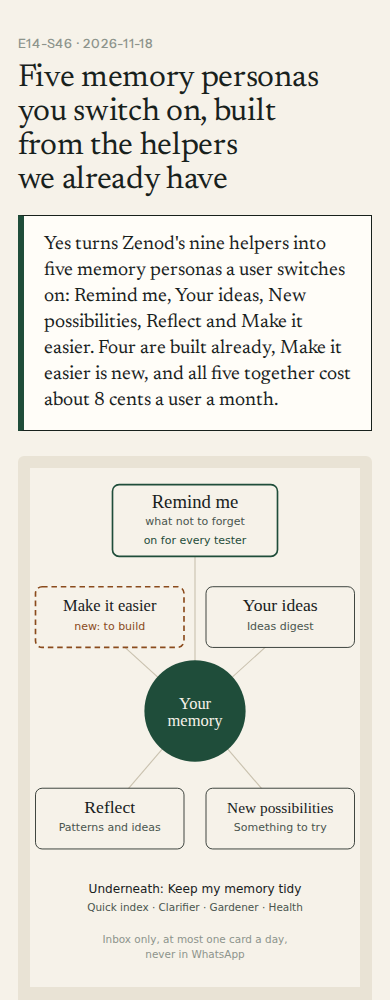 E14-S46 · 2026-11-18
Five memory personas
you switch on, built
from the helpers
we already have
Yes turns Zenod's nine helpers into
five memory personas a user switches
on: Remind me, Your ideas, New
possibilities, Reflect and Make it
easier. Four are built already, Make it
easier is new, and all five together cost
about 8 cents a user a month.
Remind me
what not to forget
on for every tester
Make it easier
new: to build
Your ideas
Ideas digest
Your
memory
Reflect
Patterns and ideas
New possibilities
Something to try
Underneath: Keep my memory tidy
Quick index · Clarifier · Gardener · Health
Inbox only, at most one card a day,
never in WhatsApp